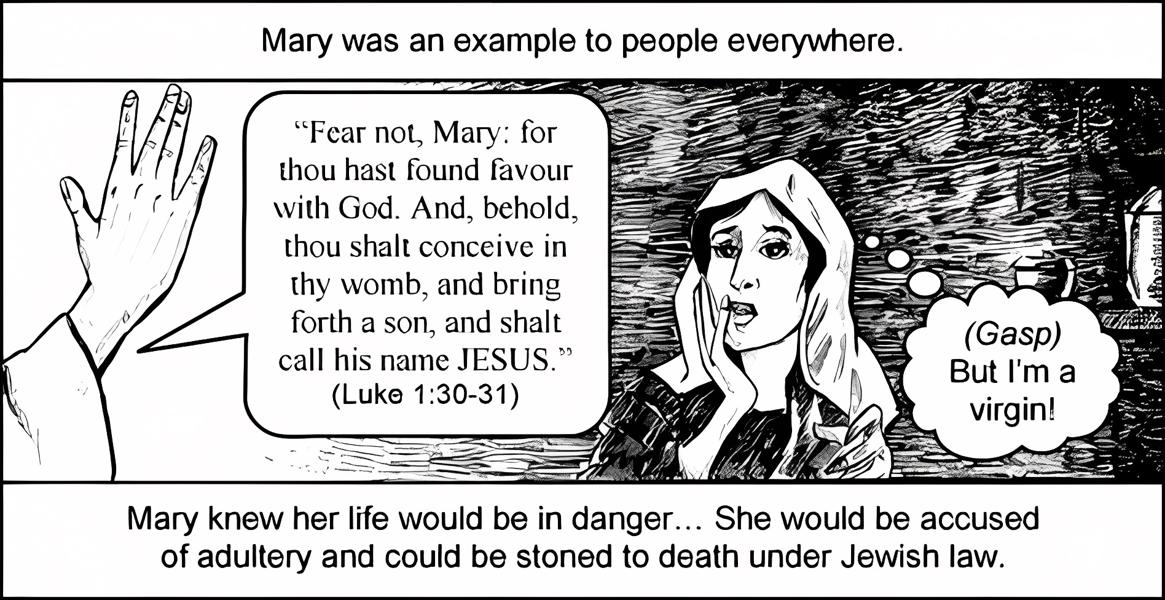 Mary was an example to people everywhere.
“Fear not, Mary: for
thou hast found favour
with God. And, behold,
thou shalt conceive in
thy womb, and bring
forth a son, and shalt
call his name JESUS.”
(Luke 1:30-31)
(Gasp)
But I'm a
virgin!
Mary knew her life would be in danger... She would be accused
of adultery and could be stoned to death under Jewish law.